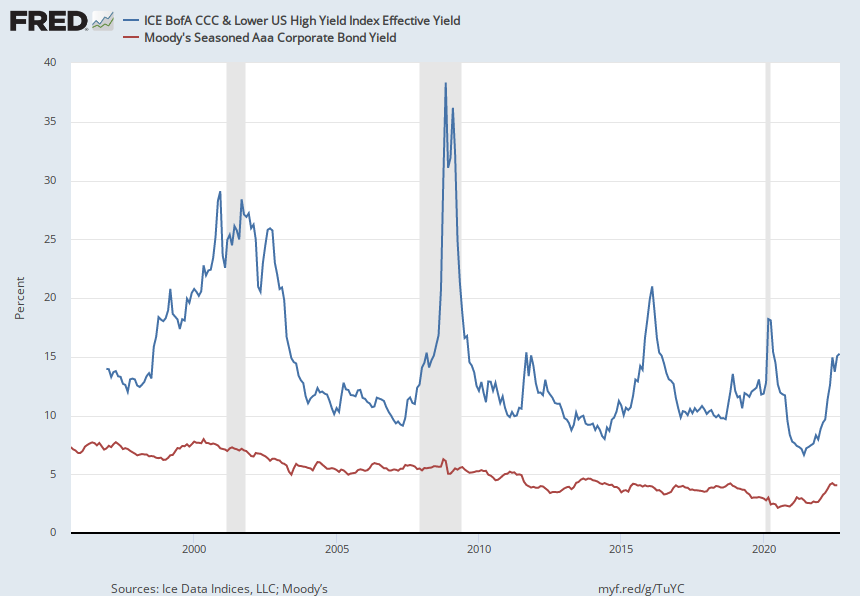 FRED
ICE BofA CCC & Lower US High Yield Index Effective Yield
Moody's Seasoned Aaa Corporate Bond Yield
Percent
40
35
30
25
20
15
10
5
0
2000 2005 2010 2015 2020
Sources: Ice Data Indices, LLC; Moody’s myf.red/g/TuYC